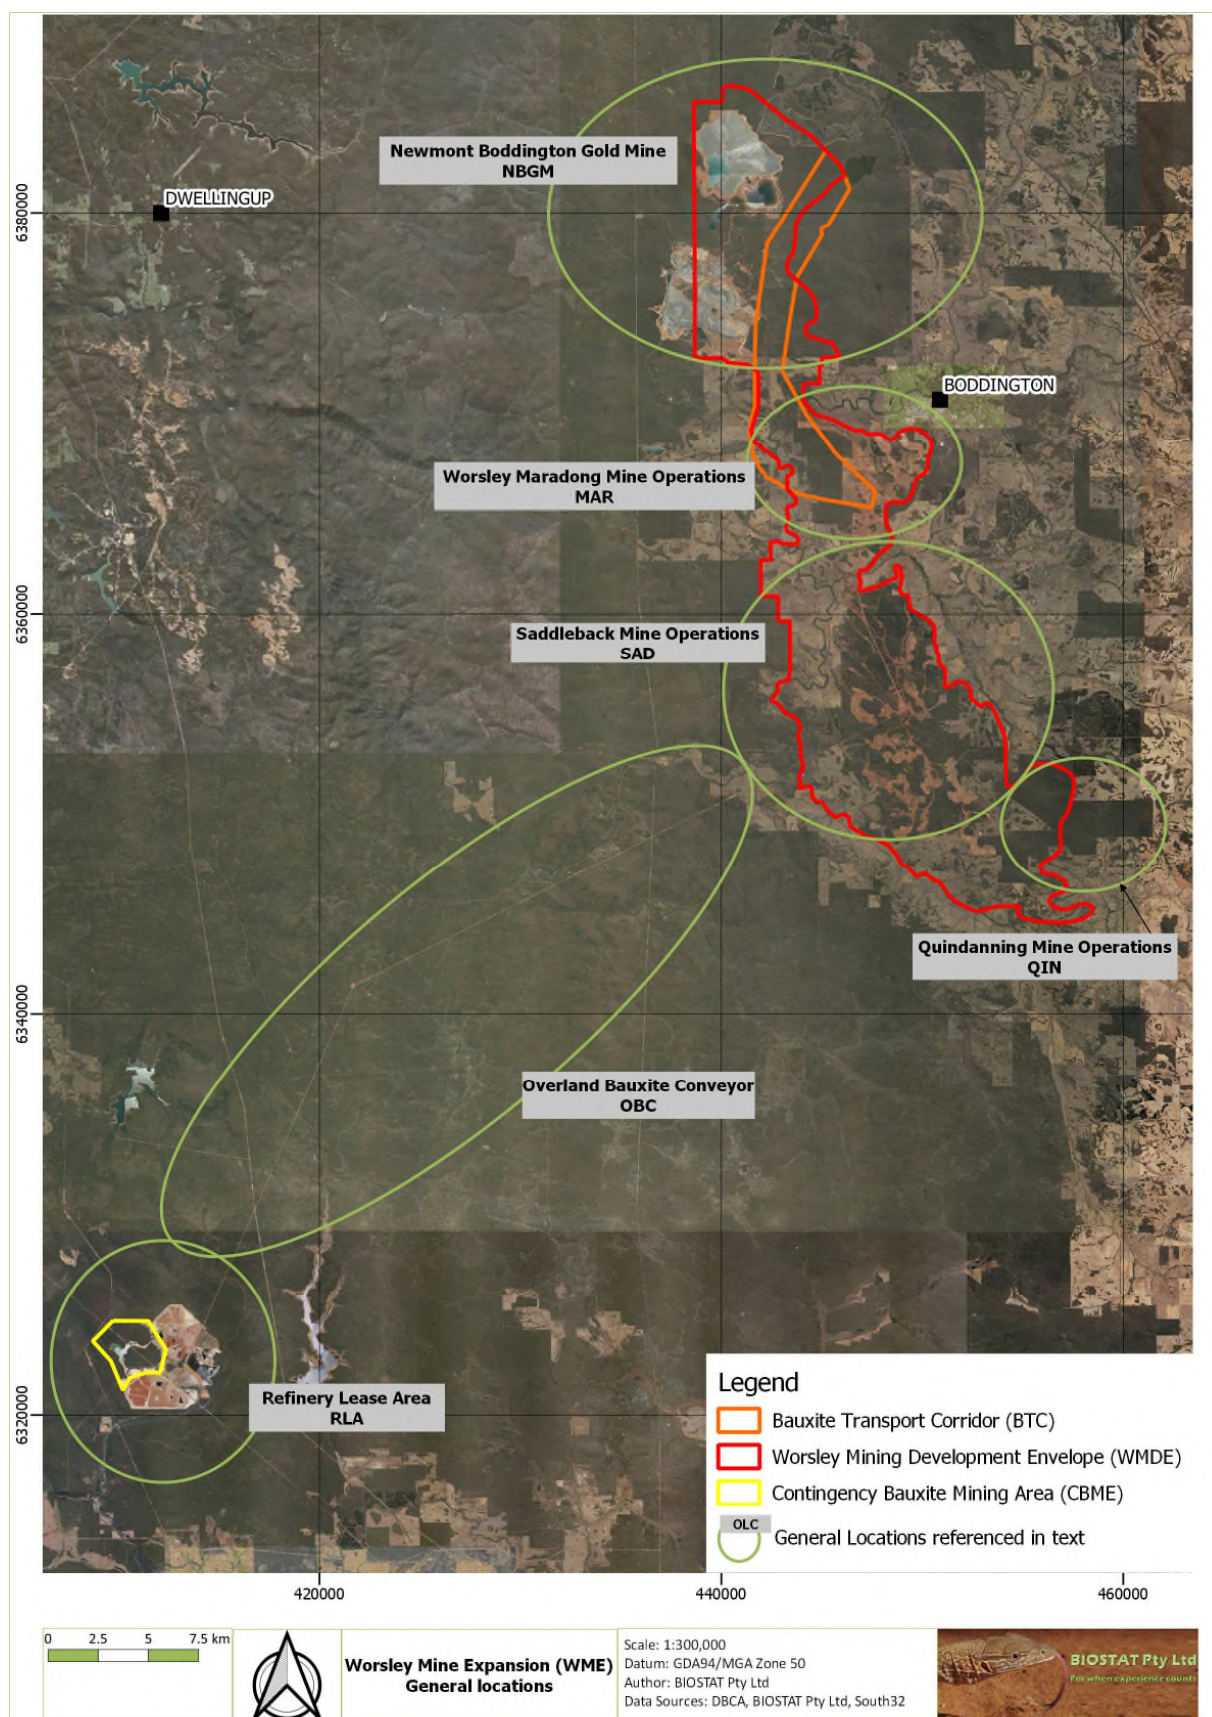 Newmont Boddington Gold Mine
NBGM
DWELLINGUP
6380000
BODDINGTON
Worsley Maradong Mine Operations
MAR
6360000
Saddleback Mine Operations
SAD
Quindanning Mine Operations
QIN
6340000
Overland Bauxite Conveyor
OBC
Refinery Lease Area
RLA
6320000
Legend
Bauxite Transport Corridor (BTC)
Worsley Mining Development Envelope (WMDE)
Contingency Bauxite Mining Area (CBME)
OLC
General Locations referenced in text
420000
440000
460000
0 2.5 5 7.5 km
Worsley Mine Expansion (WME)
General locations
Scale: 1:300,000
Datum: GDA94/MGA Zone 50
Author: BIOSTAT Pty Ltd
Data Sources: DBCA, BIOSTAT Pty Ltd, South32
BIOSTAT Pty Ltd
For when experience counts